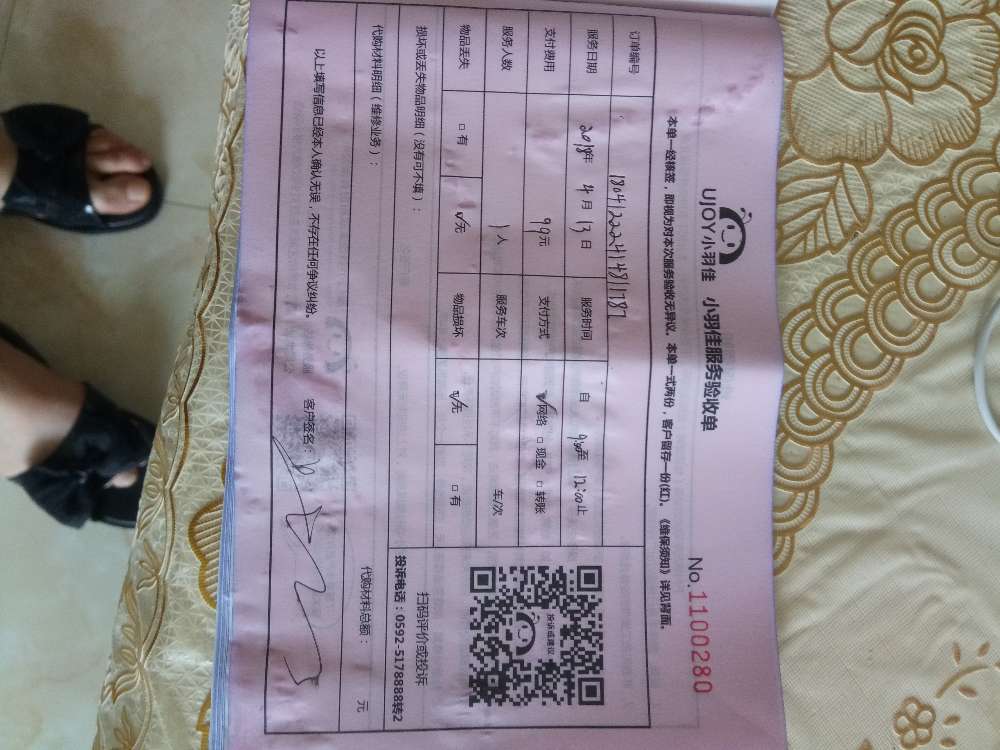 UJOY小羽佳 小羽佳服务验收单
No.1100280
本单一经核签，即视为对本次服务验收无异议。本单一式两份，客户留存一份(红)。《维保须知》详见背面。
订单编号
服务日期 2018年 4月 13日 服务时间 自 9:00至 12:00止
支付费用 99元 支付方式 ☑网络 □现金 □转账
服务人数 1人 服务车次 车/次
物品丢失 □有 ☑无 物品损坏 ☑无 □有
损坏或丢失物品明细（没有可不填）：
投诉或建议
扫码评价或投诉
投诉电话：0592-5178888转2
代购材料明细（维修业务）：
代购材料总额： 元
以上填写信息已经本人确认无误，不存在任何争议纠纷。
客户签名：